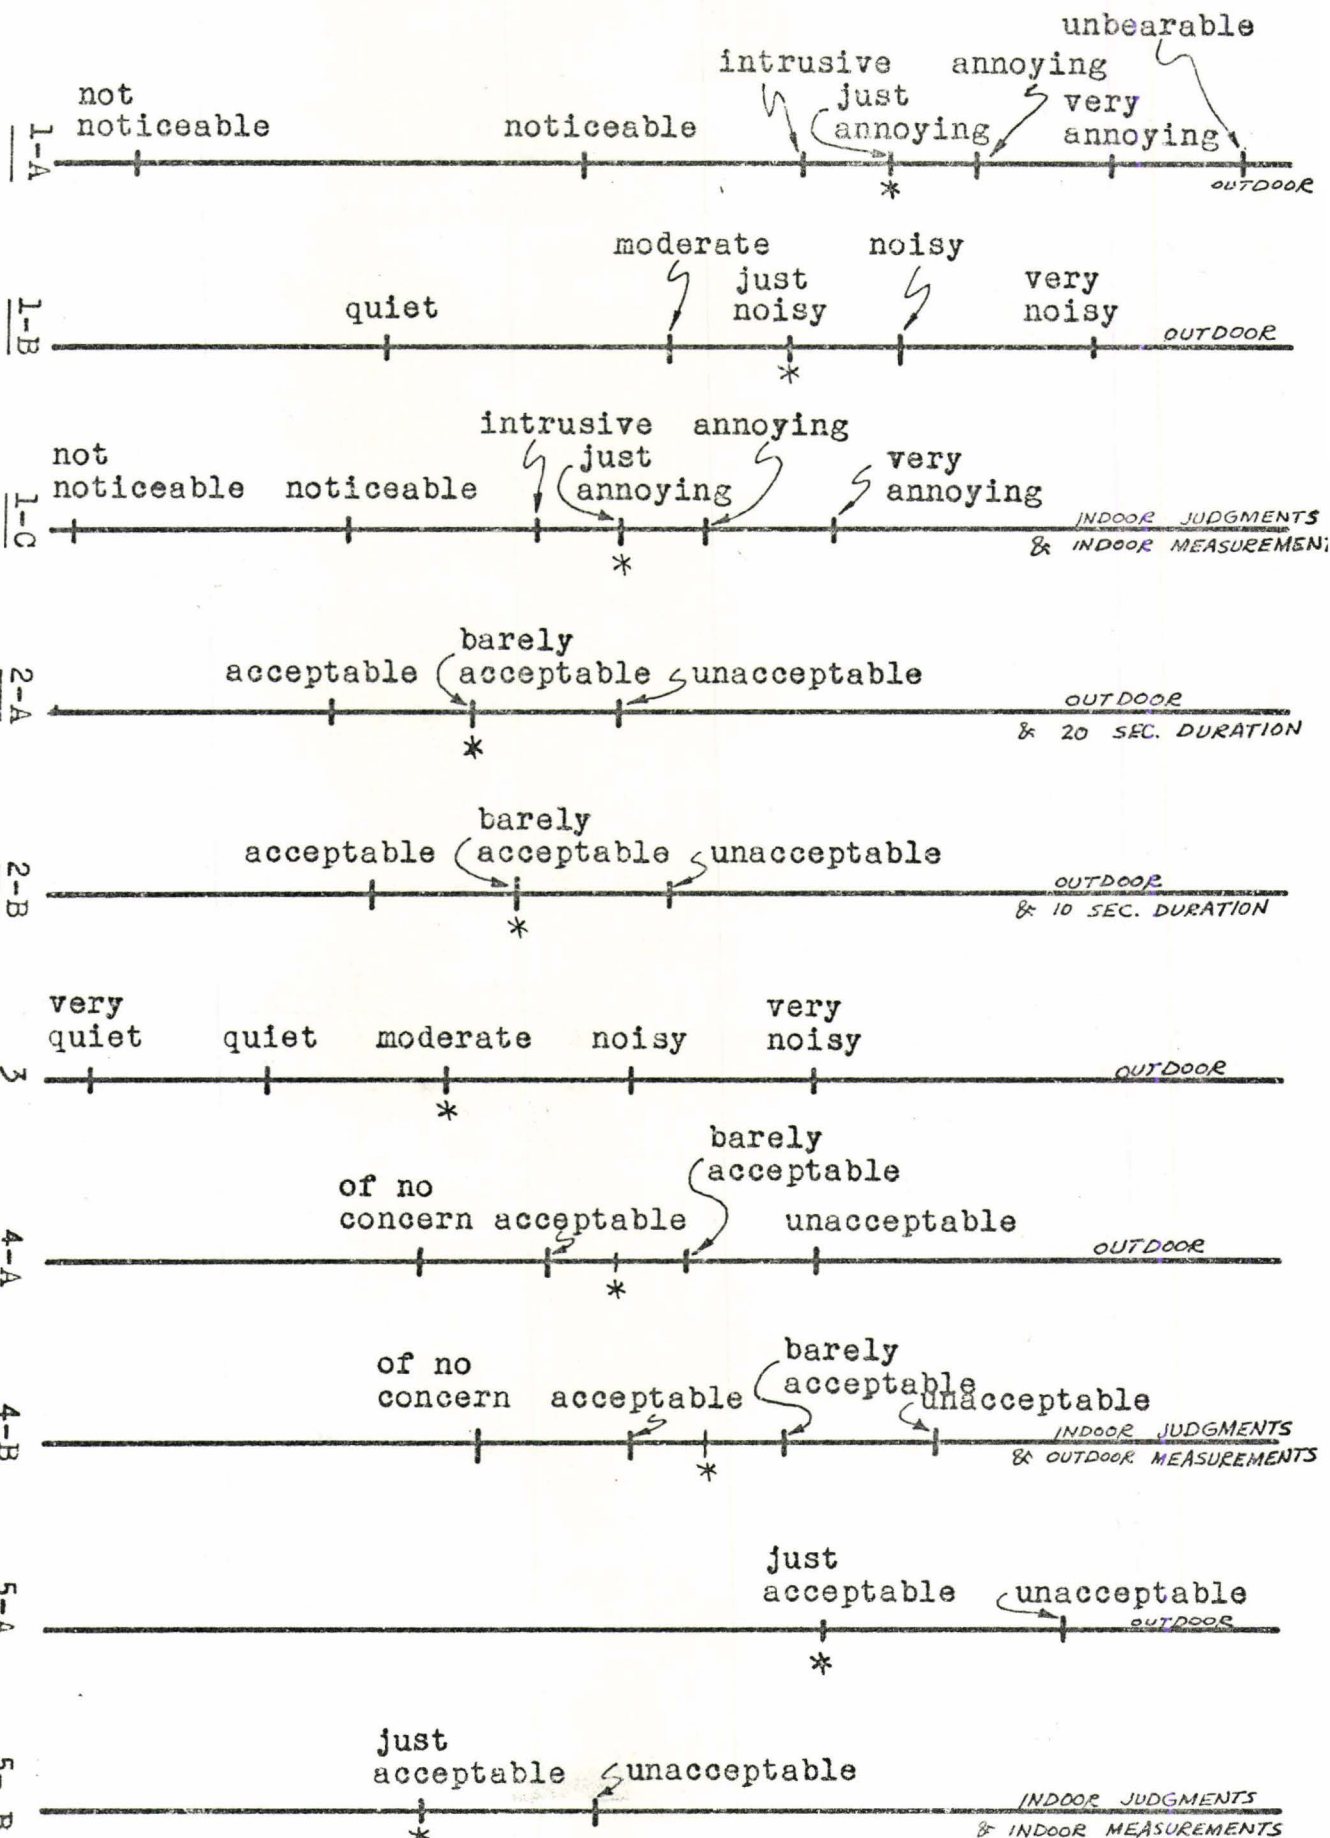 unbearable
intrusive annoying
not just very
noticeable noticeable annoying annoying
1-A
*
OUTDOOR
moderate noisy
just very
quiet noisy noisy
1-B
OUTDOOR
*
intrusive annoying
not just very
noticeable noticeable annoying annoying
1-C
INDOOR JUDGMENTS
& INDOOR MEASUREMENT
*
barely
acceptable acceptable unacceptable
2-A
OUTDOOR
& 20 SEC. DURATION
*
barely
acceptable acceptable unacceptable
2-B
OUTDOOR
& 10 SEC. DURATION
*
very very
quiet quiet moderate noisy noisy
3
OUTDOOR
*
barely
acceptable
of no
concern acceptable unacceptable
4-A
OUTDOOR
*
barely
of no acceptable
concern acceptable unacceptable
4-B
INDOOR JUDGMENTS
& OUTDOOR MEASUREMENTS
*
just
acceptable unacceptable
5-A
OUTDOOR
*
just
acceptable unacceptable
5-B
INDOOR JUDGMENTS
& INDOOR MEASUREMENTS
*